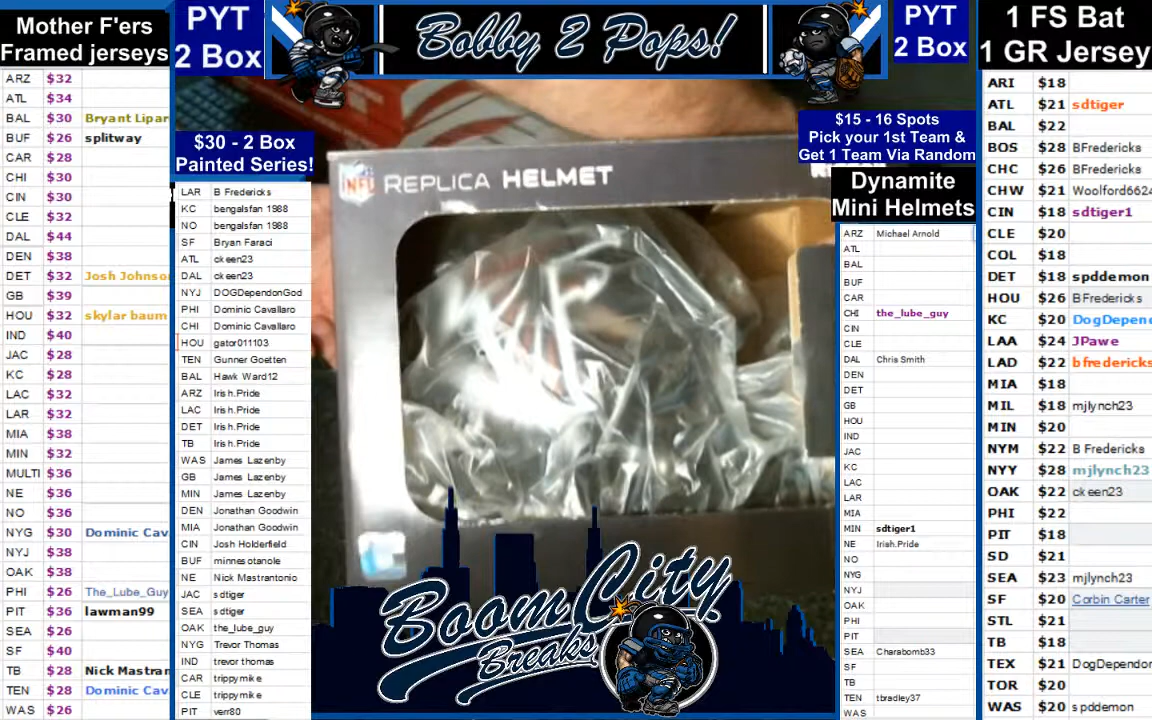 Mother F'ers
Framed jerseys
ARZ $32
ATL $34
BAL $30 Bryant Lipar
BUF $26 splitway
CAR $28
CHI $30
CIN $30
CLE $32
DAL $44
DEN $38
DET $32 Josh Johnso
GB $39
HOU $32 skylar baum
IND $40
JAC $28
KC $28
LAC $32
LAR $32
MIA $38
MIN $32
MULTI $36
NE $36
NO $36
NYG $30 Dominic Cav
NYJ $38
OAK $38
PHI $26 The_Lube_Guy
PIT $36 lawman99
SEA $26
SF $40
TB $28 Nick Mastran
TEN $28 Dominic Cav
WAS $26
PYT
2 Box
$30 - 2 Box
Painted Series!
LAR B Fredericks
KC bengalsfan 1988
NO bengalsfan 1988
SF Bryan Faraci
ATL ckeen23
DAL ckeen23
NYJ DOGDependonGod
PHI Dominic Cavallaro
CHI Dominic Cavallaro
HOU gator011103
TEN Gunner Goetten
BAL Hawk Ward12
ARZ Irish.Pride
LAC Irish.Pride
DET Irish.Pride
TB Irish.Pride
WAS James Lazenby
GB James Lazenby
MIN James Lazenby
DEN Jonathan Goodwin
MIA Jonathan Goodwin
CIN Josh Holderfield
BUF minnesotanole
NE Nick Mastrantonio
JAC sdtiger
SEA sdtiger
OAK the_lube_guy
NYG Trevor Thomas
IND trevor thomas
CAR trippymike
CLE trippymike
PIT verr80
Bobby 2 Pops!
NFL REPLICA HELMET
Boom City
Breaks
PYT
2 Box
$15 - 16 Spots
Pick your 1st Team &
Get 1 Team Via Random
Dynamite
Mini Helmets
ARZ Michael Arnold
ATL
BAL
BUF
CAR
CHI the_lube_guy
CIN
CLE
DAL Chris Smith
DEN
DET
GB
HOU
IND
JAC
KC
LAC
LAR
MIA
MIN sdtiger1
NE Irish.Pride
NO
NYG
NYJ
OAK
PHI
PIT
SEA Charabomb33
SF
TB
TEN tbradley37
WAS
1 FS Bat
1 GR Jersey
ARI $18
ATL $21 sdtiger
BAL $22
BOS $28 BFredericks
CHC $26 BFredericks
CHW $21 Woolford6624
CIN $18 sdtiger1
CLE $20
COL $18
DET $18 spddemon
HOU $26 BFredericks
KC $20 DogDepen
LAA $24 JPawe
LAD $22 bfredericks
MIA $18
MIL $18 mjlynch23
MIN $20
NYM $22 B Fredericks
NYY $28 mjlynch23
OAK $22 ckeen23
PHI $22
PIT $18
SD $21
SEA $23 mjlynch23
SF $20 Corbin Carter
STL $21
TB $18
TEX $21 DogDependor
TOR $20
WAS $20 spddemon